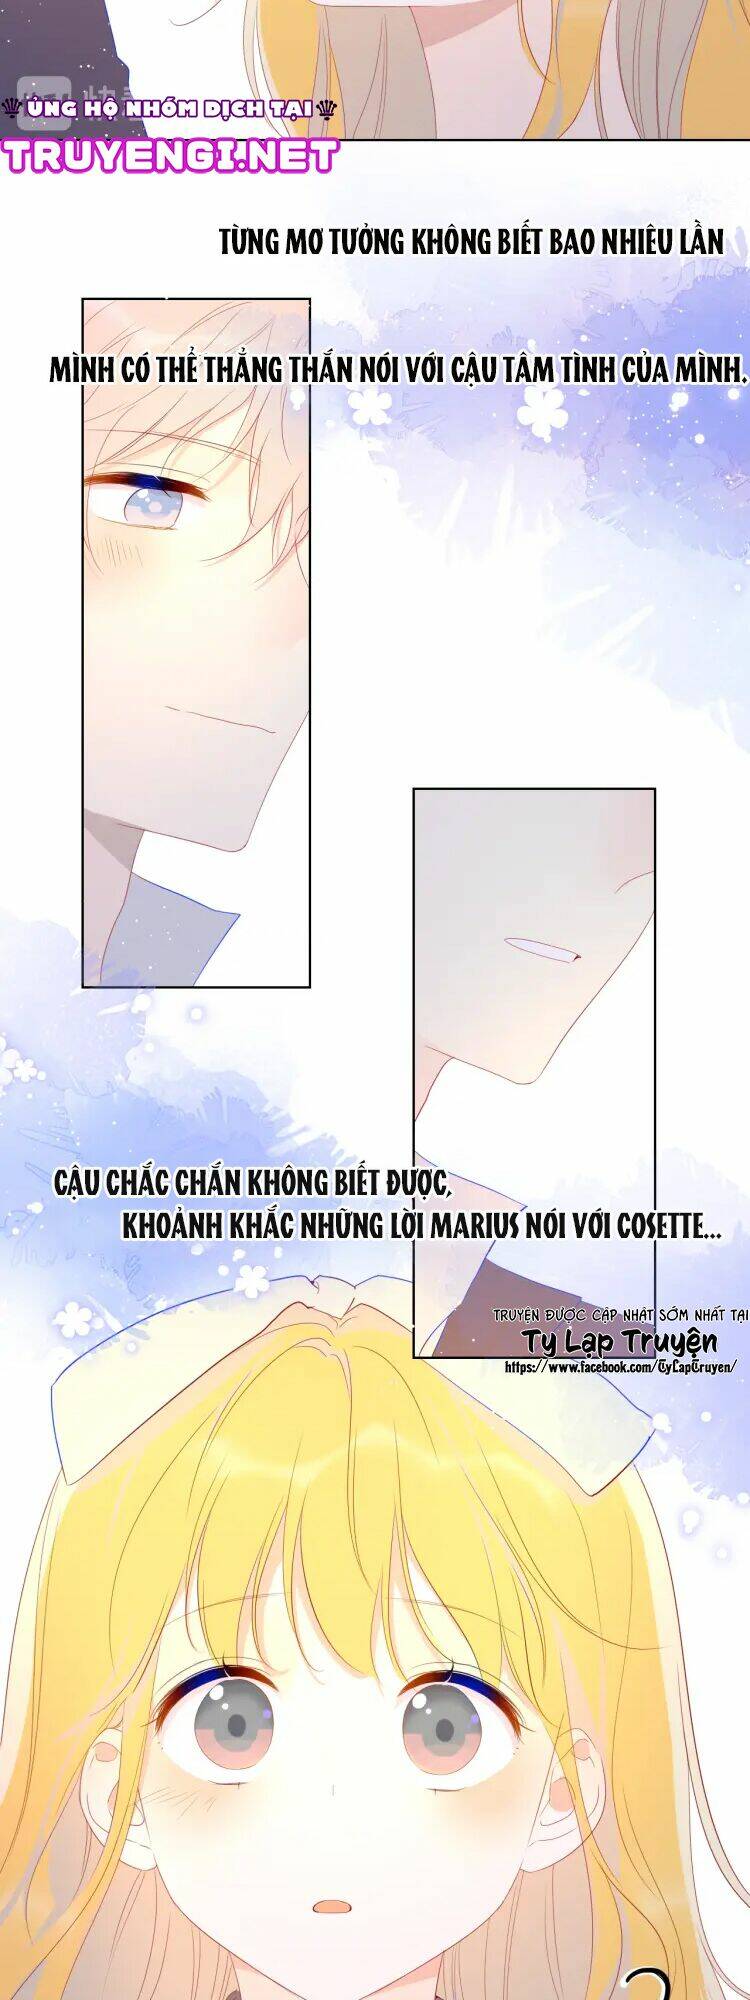 ỦNG HỘ NHÓM DỊCH TẠI
TRUYENGI.NET
TỪNG MƠ TƯỞNG KHÔNG BIẾT BAO NHIÊU LẦN
MÌNH CÓ THỂ THẲNG THẮN NÓI VỚI CẬU TÂM TÌNH CỦA MÌNH.
CẬU CHẮC CHẮN KHÔNG BIẾT ĐƯỢC,
KHOẢNH KHẮC NHỮNG LỜI MARIUS NÓI VỚI COSETTE...
TRUYỆN ĐƯỢC CẬP NHẬT SỚM NHẤT TẠI
Ty Lạp Truyện
https://www.facebook.com/TyLapTruyen/